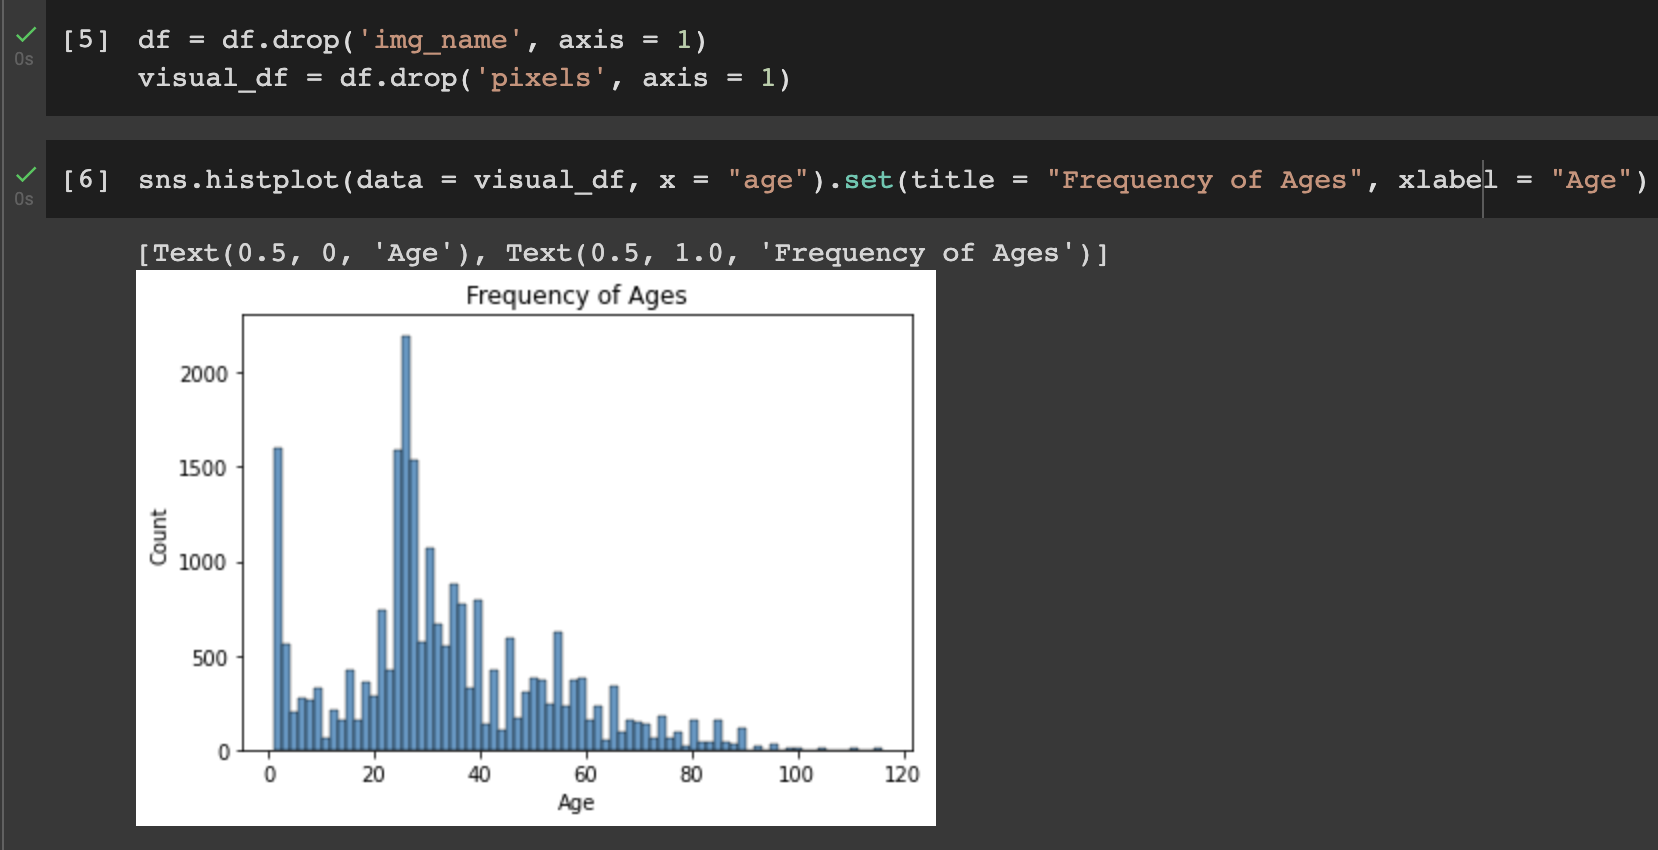 [5] df = df.drop('img_name', axis = 1)
0s
visual_df = df.drop('pixels', axis = 1)
[6] sns.histplot(data = visual_df, x = "age").set(title = "Frequency of Ages", xlabel = "Age")
0s
[Text(0.5, 0, 'Age'), Text(0.5, 1.0, 'Frequency of Ages')]
Frequency of Ages
2000
1500
1000
500
0
Count
0 20 40 60 80 100 120
Age